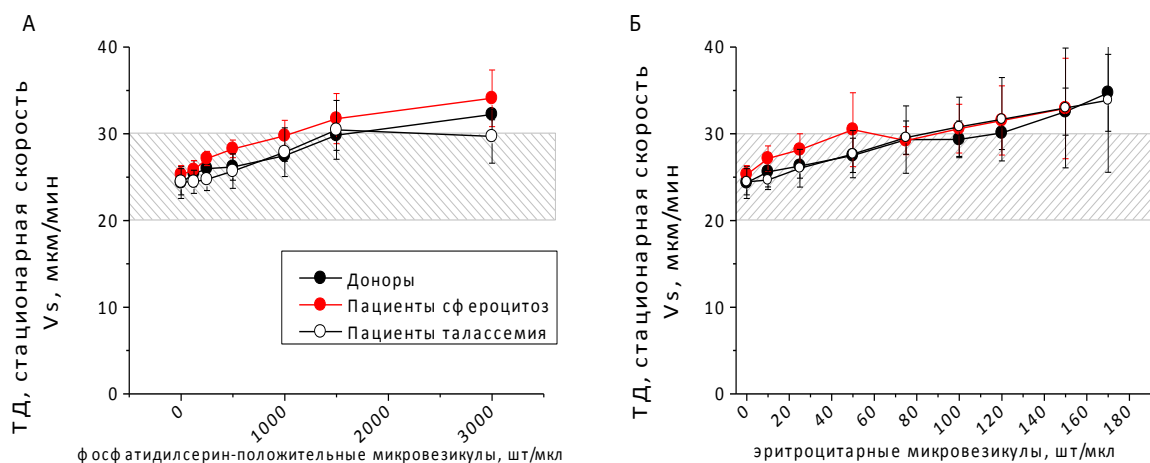 А
ТД, стационарная скорость
Vs, мкм/мин
40
30
20
10
0
Доноры
Пациенты сфероцитоз
Пациенты талассемия
0
1000
2000
3000
фосфатидилсерин-положительные микровезикулы, шт/мкл
Б
ТД, стационарная скорость
Vs, мкм/мин
40
30
20
10
0
0
20
40
60
80
100
120
140
160
180
эритроцитарные микровезикулы, шт/мкл